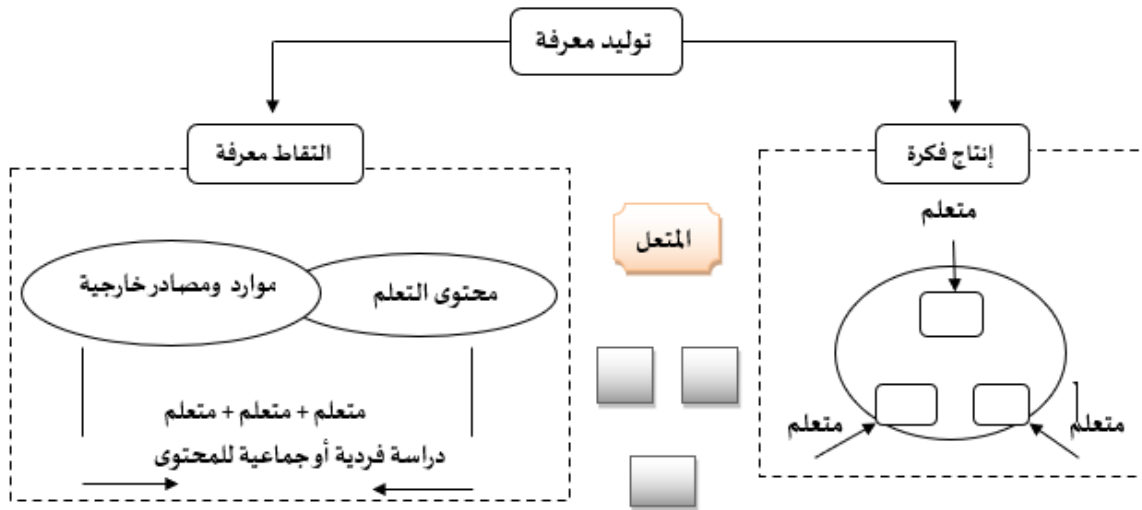 توليد معرفة
إنتاج فكرة
التقاط معرفة
متعلم
المتعل
موارد ومصادر خارجية
محتوى التعلم
متعلم + متعلم + متعلم
متعلم
متعلم
دراسة فردية أو جماعية للمحتوى